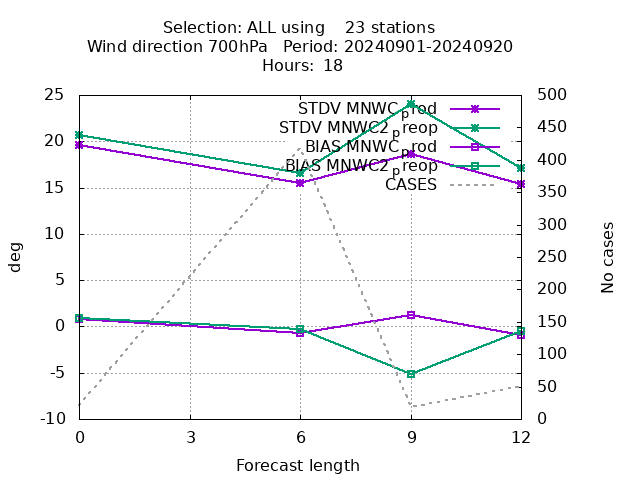 Selection: ALL using    23 stations
Wind direction 700hPa   Period: 20240901-20240920
Hours: 18
25
20
15
10
5
0
-5
-10
500
450
400
350
300
250
200
150
100
50
0
0
3
6
9
12
deg
No cases
Forecast length
STDV MNWC_prod
STDV MNWC2_preop
BIAS MNWC_prod
BIAS MNWC2_preop
CASES